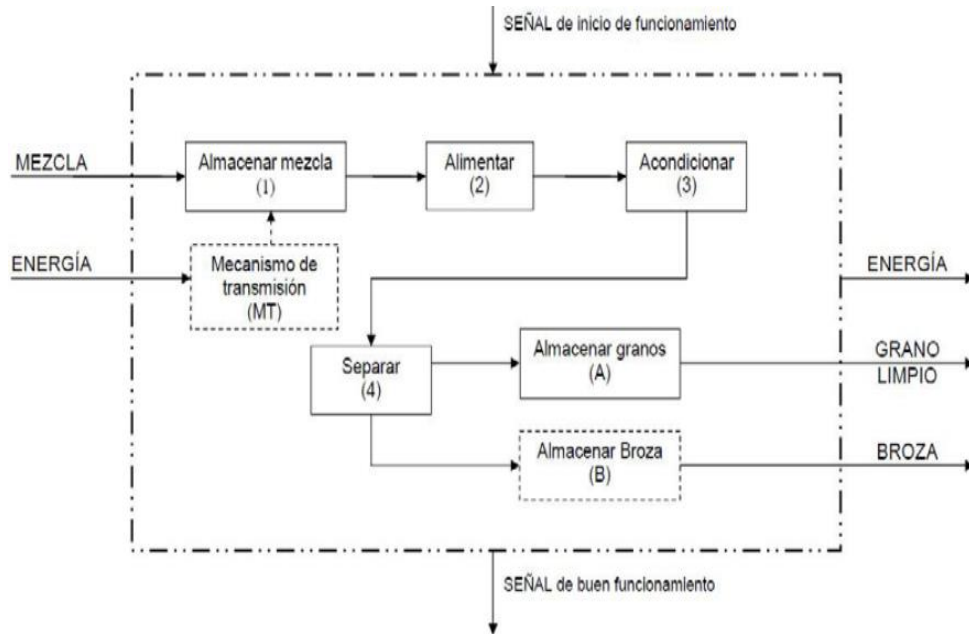 SEÑAL de inicio de funcionamiento
MEZCLA
Almacenar mezcla
(1)
Alimentar
(2)
Acondicionar
(3)
ENERGÍA
Mecanismo de
transmisión
(MT)
ENERGÍA
Separar
(4)
Almacenar granos
(A)
GRANO
LIMPIO
Almacenar Broza
(B)
BROZA
SEÑAL de buen funcionamiento